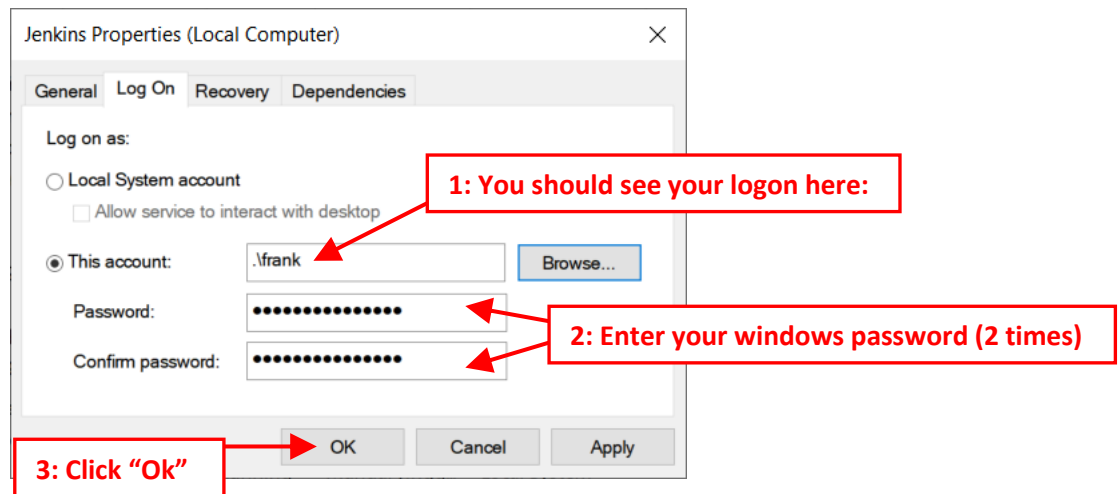 Jenkins Properties (Local Computer)
General Log On Recovery Dependencies
Log on as:
Local System account
Allow service to interact with desktop
1: You should see your logon here:
This account: .\frank Browse...
Password: ●●●●●●●●●●●●●●●
2: Enter your windows password (2 times)
Confirm password: ●●●●●●●●●●●●●●●
OK Cancel Apply
3: Click “Ok”